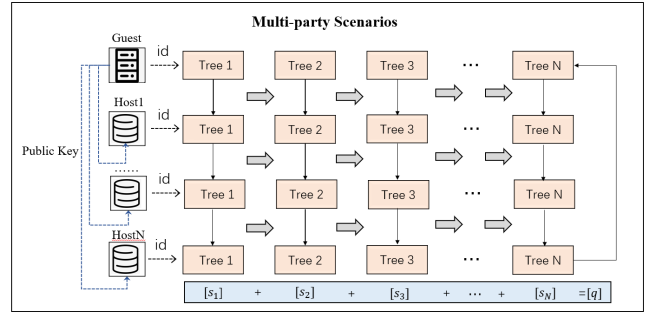 Multi-party Scenarios
Guest
id
Tree 1
Tree 2
Tree 3
...
Tree N
Host1
id
Tree 1
Tree 2
Tree 3
...
Tree N
Public Key
......
id
Tree 1
Tree 2
Tree 3
...
Tree N
HostN
id
Tree 1
Tree 2
Tree 3
...
Tree N
[s₁] + [s₂] + [s₃] + ... + [s_N] =[q]